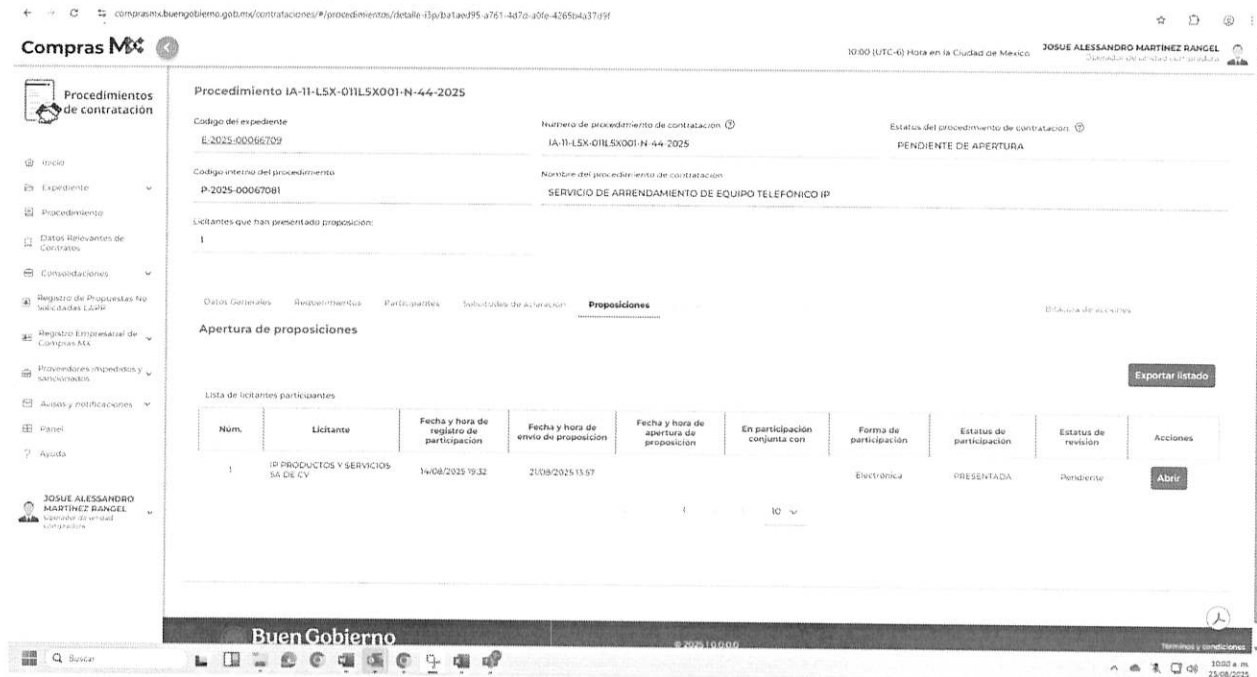 comprasmx.buengobierno.gob.mx/contrataciones/#/procedimientos/detalle-i3p/ba1aed95-a761-4d7d-a0fe-4265b4a37d9f
Compras MX
10:00 (UTC-6) Hora en la Ciudad de México
JOSUE ALESSANDRO MARTÍNEZ RANGEL
Operador de unidad compradora
Procedimientos
de contratación
Inicio
Expediente
Procedimiento
Datos Relevantes de
Contratos
Consolidaciones
Registro de Propuestas No
Solicitadas LAPP
Registro Empresarial de
Compras MX
Proveedores impedidos y
sancionados
Avisos y notificaciones
Panel
Ayuda
JOSUE ALESSANDRO
MARTÍNEZ RANGEL
Operador de unidad
compradora
Procedimiento IA-11-L5X-011L5X001-N-44-2025
Código del expediente
E-2025-00066709
Número de procedimiento de contratación
IA-11-L5X-011L5X001-N-44-2025
Estatus del procedimiento de contratación
PENDIENTE DE APERTURA
Código interno del procedimiento
P-2025-00067081
Nombre del procedimiento de contratación
SERVICIO DE ARRENDAMIENTO DE EQUIPO TELEFÓNICO IP
Licitantes que han presentado proposición:
1
Datos Generales Requerimientos Participantes Solicitudes de aclaración Proposiciones Bitácora de acciones
Apertura de proposiciones
Exportar listado
Lista de licitantes participantes
Núm.
Licitante
Fecha y hora de
registro de
participación
Fecha y hora de
envío de proposición
Fecha y hora de
apertura de
proposición
En participación
conjunta con
Forma de
participación
Estatus de
participación
Estatus de
revisión
Acciones
1
IP PRODUCTOS Y SERVICIOS
SA DE CV
14/08/2025 19:32
21/08/2025 13:57
Electrónica
PRESENTADA
Pendiente
Abrir
10
Buen Gobierno
Términos y condiciones
Buscar
10:00 a. m.
25/08/2025